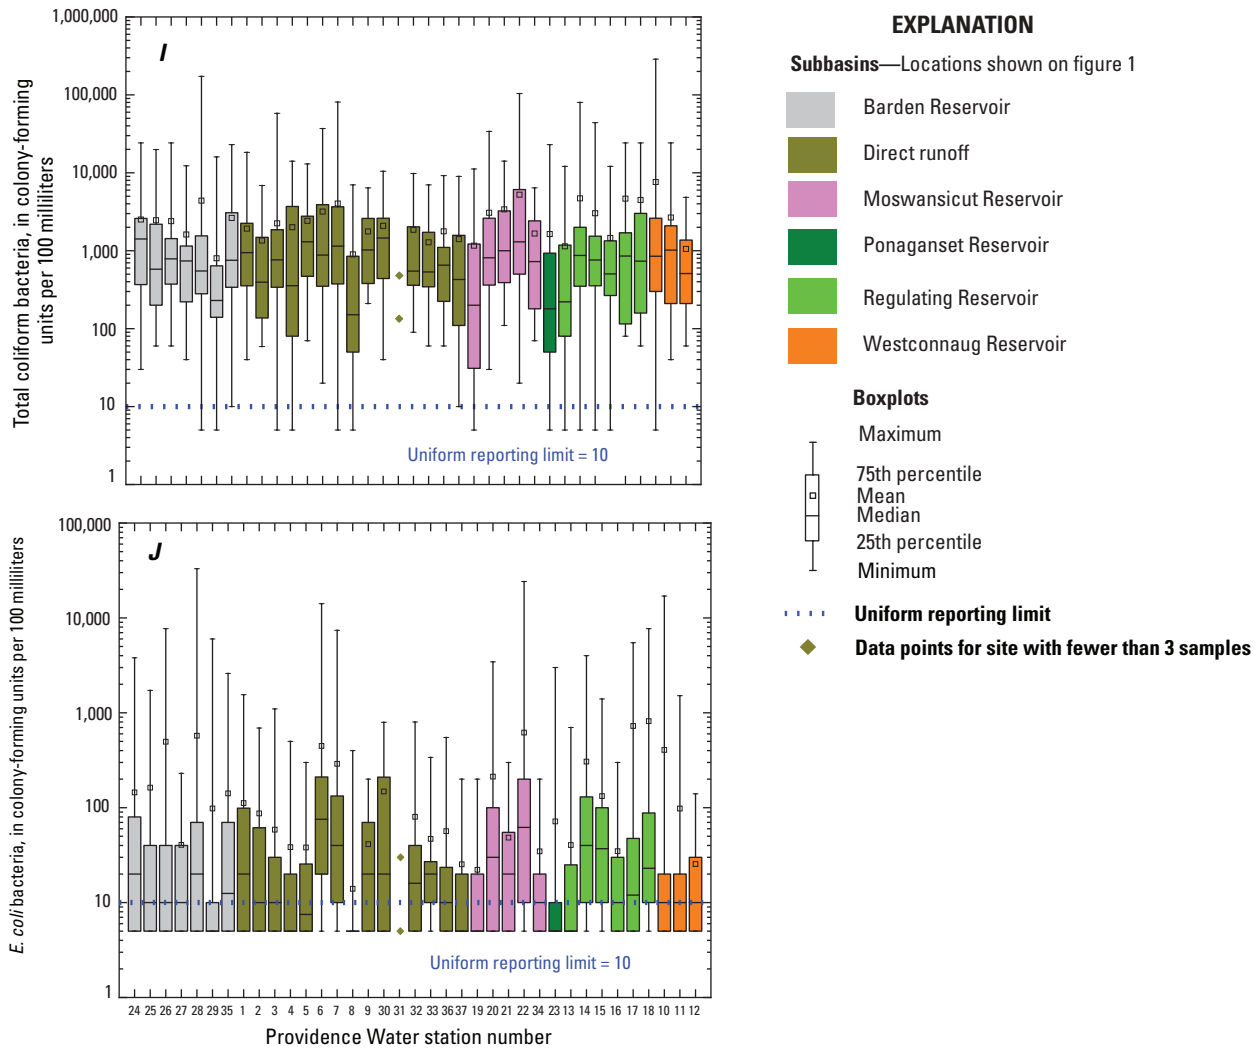 1,000,000
I
100,000
10,000
1,000
100
10
1
Total coliform bacteria, in colony-forming
units per 100 milliliters
Uniform reporting limit = 10
100,000
J
10,000
1,000
100
10
1
E. coli bacteria, in colony-forming units per 100 milliliters
Uniform reporting limit = 10
24 25 26 27 28 29 35 1 2 3 4 5 6 7 8 9 30 31 32 33 36 37 19 20 21 22 34 23 13 14 15 16 17 18 10 11 12
Providence Water station number
EXPLANATION
Subbasins—Locations shown on figure 1
Barden Reservoir
Direct runoff
Moswansicut Reservoir
Ponaganset Reservoir
Regulating Reservoir
Westconnaug Reservoir
Boxplots
Maximum
75th percentile
Mean
Median
25th percentile
Minimum
Uniform reporting limit
Data points for site with fewer than 3 samples